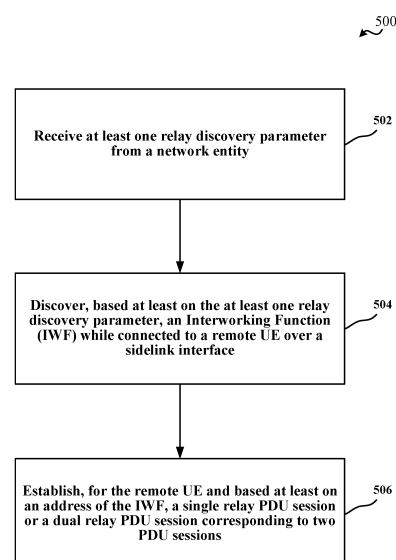 500
Receive at least one relay discovery parameter
from a network entity
502
Discover, based at least on the at least one relay
discovery parameter, an Interworking Function
(IWF) while connected to a remote UE over a
sidelink interface
504
Establish, for the remote UE and based at least on
an address of the IWF, a single relay PDU session
or a dual relay PDU session corresponding to two
PDU sessions
506